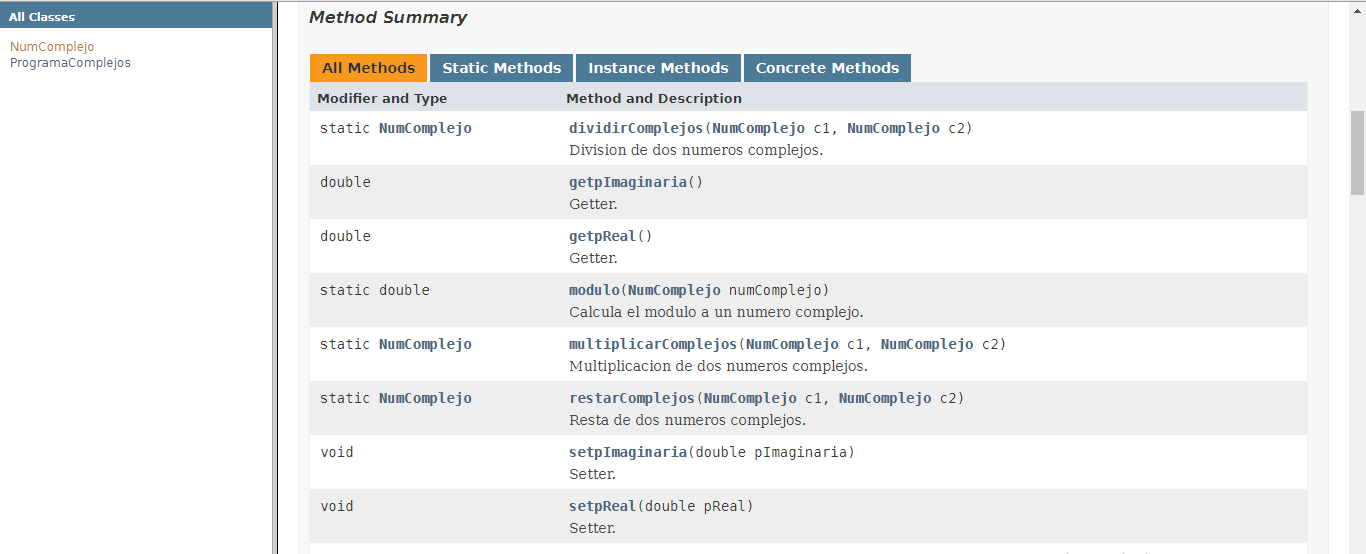 All Classes
NumComplejo
ProgramaComplejos
Method Summary
All Methods Static Methods Instance Methods Concrete Methods
Modifier and Type Method and Description
static NumComplejo dividirComplejos(NumComplejo c1, NumComplejo c2)
Division de dos numeros complejos.
double getpImaginaria()
Getter.
double getpReal()
Getter.
static double modulo(NumComplejo numComplejo)
Calcula el modulo a un numero complejo.
static NumComplejo multiplicarComplejos(NumComplejo c1, NumComplejo c2)
Multiplicacion de dos numeros complejos.
static NumComplejo restarComplejos(NumComplejo c1, NumComplejo c2)
Resta de dos numeros complejos.
void setpImaginaria(double pImaginaria)
Setter.
void setpReal(double pReal)
Setter.